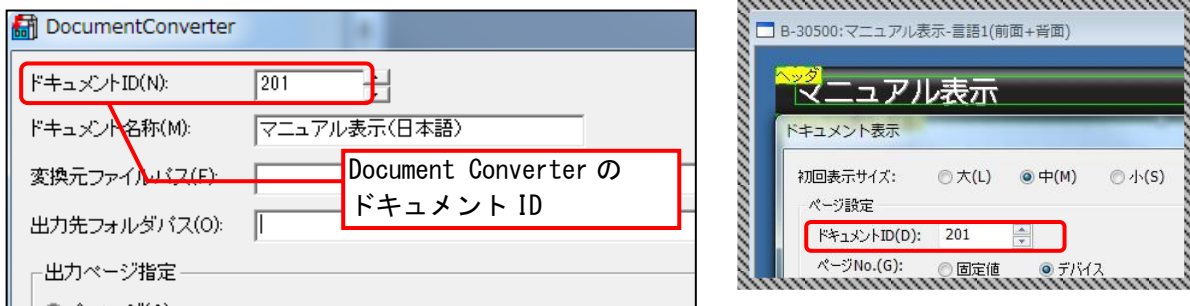 DocumentConverter
ドキュメントID(N): 201
ドキュメント名称(M): マニュアル表示(日本語)
変換元ファイルパス(F):
出力先フォルダパス(O):
出力ページ指定
Document Converter の
ドキュメント ID
B-30500:マニュアル表示-言語1(前面+背面)
ヘッダ
マニュアル表示
ドキュメント表示
初回表示サイズ: 大(L) 中(M) 小(S)
ページ設定
ドキュメントID(D): 201
ページNo.(G): 固定値 デバイス